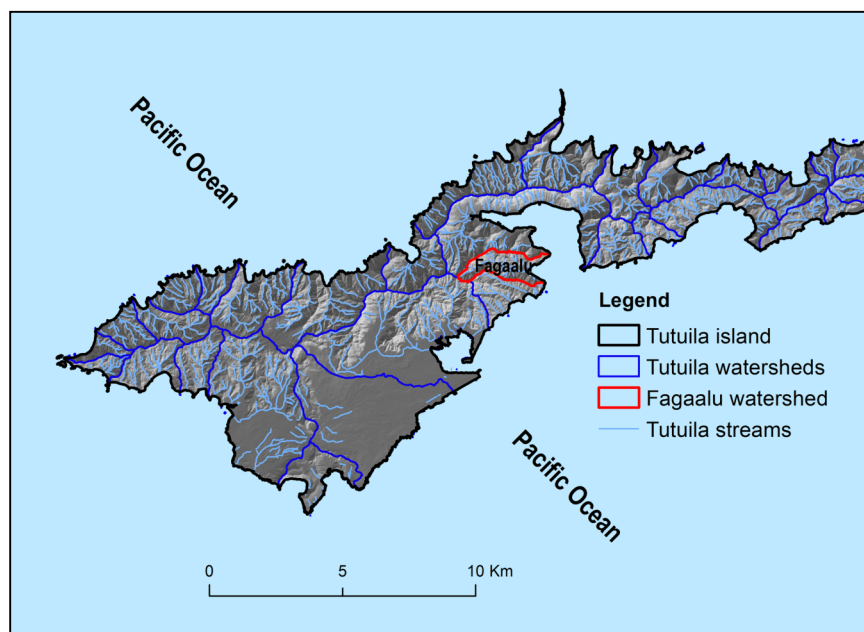 Pacific Ocean
Fagaalu
Legend
Tutuila island
Tutuila watersheds
Fagaalu watershed
Tutuila streams
Pacific Ocean
0 5 10 Km